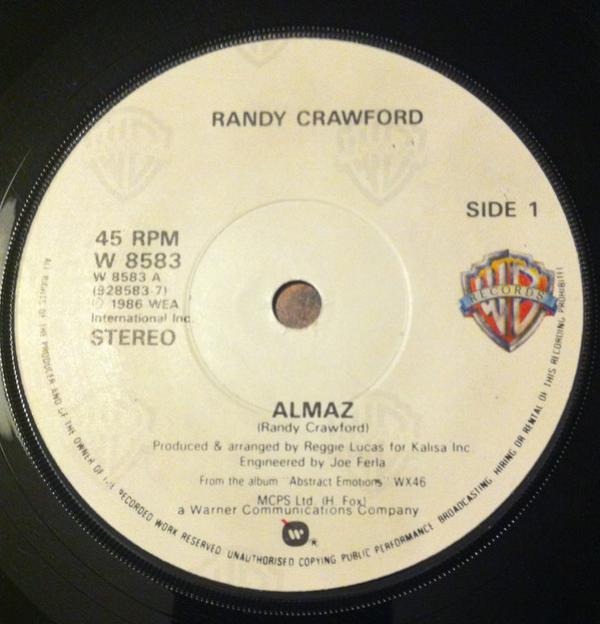 RANDY CRAWFORD
SIDE 1
45 RPM
W 8583
W 8583 A
(928583-7)
℗ 1986 WEA
International Inc.
STEREO
RECORDS
ALMAZ
(Randy Crawford)
Produced & arranged by Reggie Lucas for Kalisa Inc
Engineered by Joe Ferla
From the album "Abstract Emotions" WX46
MCPS Ltd. (H. Fox)
a Warner Communications Company
ALL RIGHTS OF THE PRODUCER AND OF THE OWNER OF THE RECORDED WORK RESERVED. UNAUTHORISED COPYING PUBLIC PERFORMANCE BROADCASTING HIRING OR RENTAL OF THIS RECORDING PROHIBITED